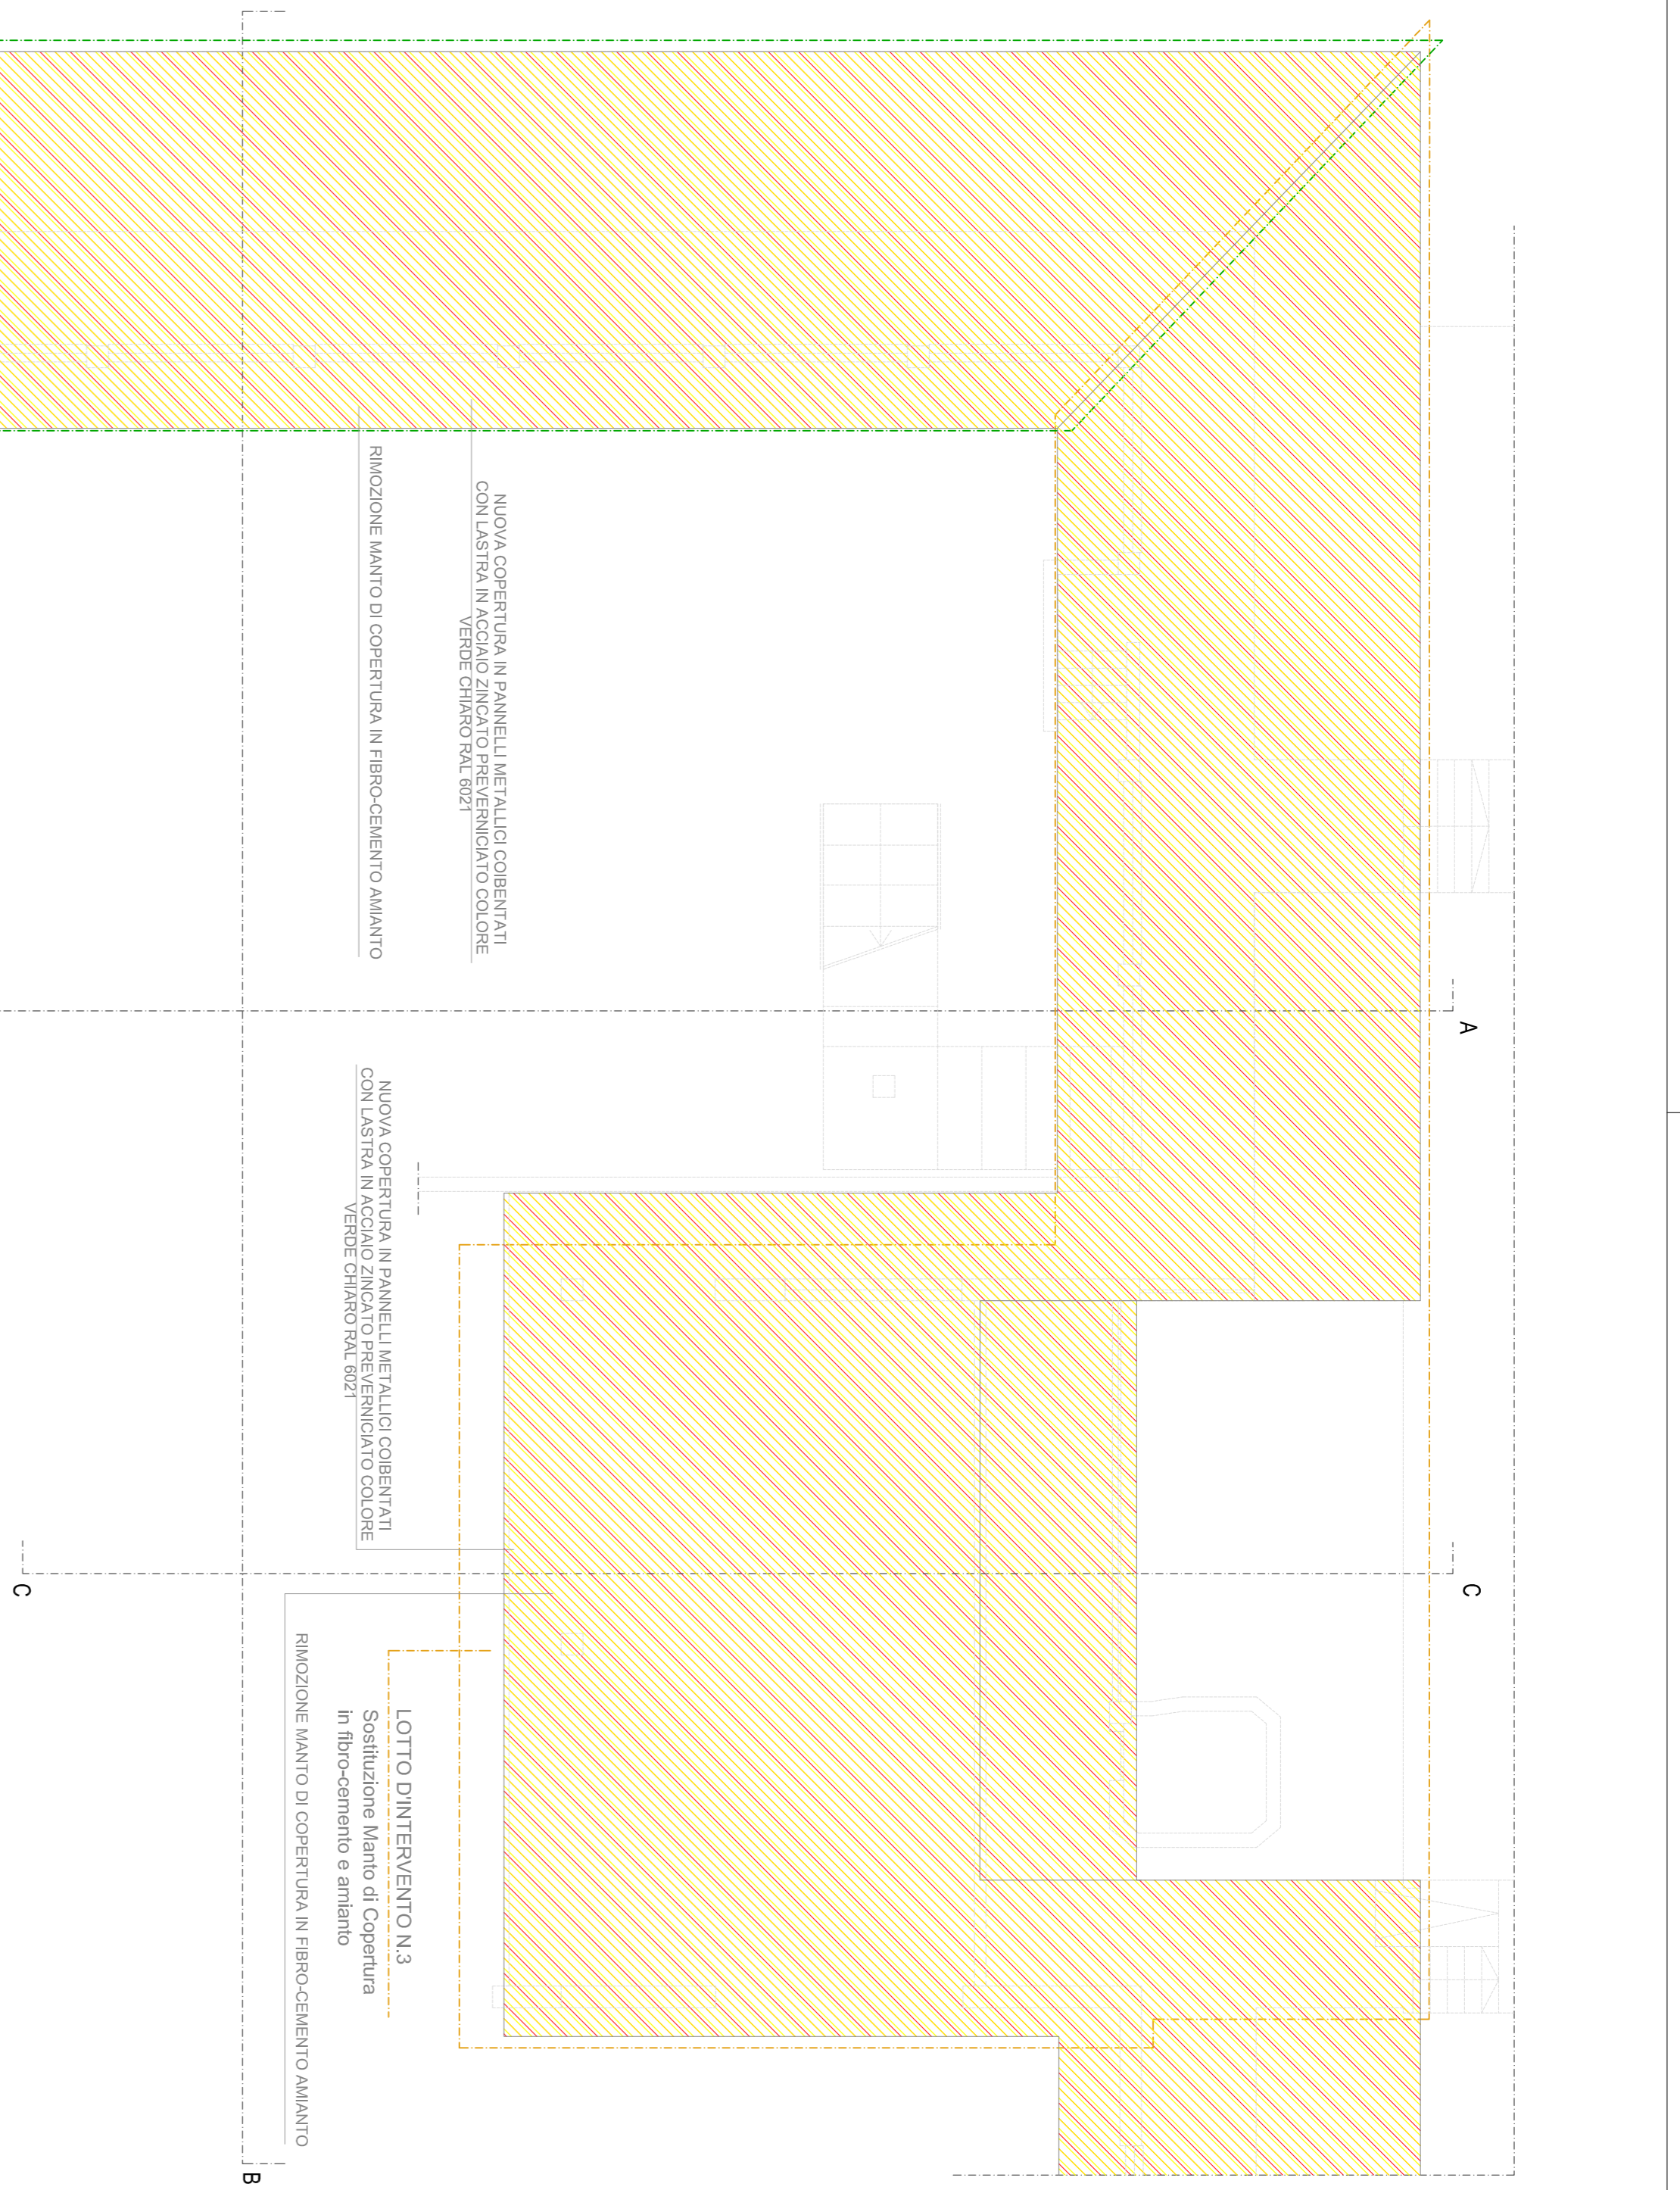 NUOVA COPERTURA IN PANNELLI METALLICI COIBENTATI
CON LASTRA IN ACCIAIO ZINCATO PREVERNICIATO COLORE
VERDE CHIARO RAL 6021
RIMOZIONE MANTO DI COPERTURA IN FIBRO-CEMENTO AMIANTO
A
NUOVA COPERTURA IN PANNELLI METALLICI COIBENTATI
CON LASTRA IN ACCIAIO ZINCATO PREVERNICIATO COLORE
VERDE CHIARO RAL 6021
C
C
LOTTO D'INTERVENTO N.3
Sostituzione Manto di Copertura
in fibro-cemento e amianto
RIMOZIONE MANTO DI COPERTURA IN FIBRO-CEMENTO AMIANTO
B